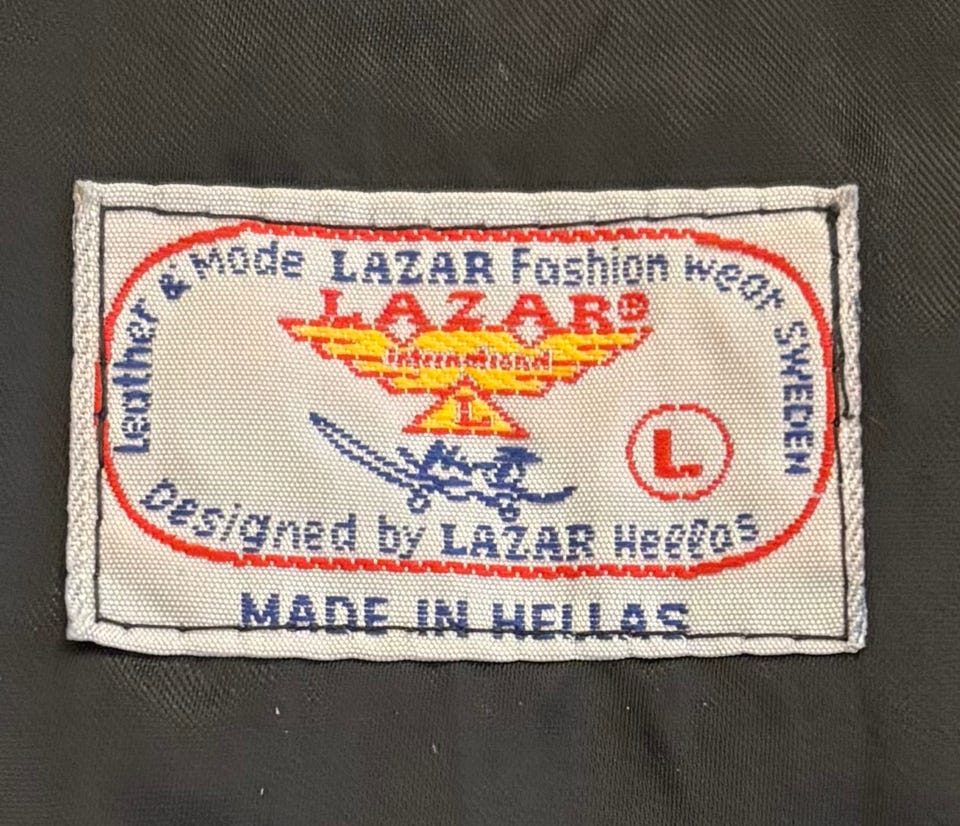 Leather & Mode LAZAR Fashion wear SWEDEN
LAZAR®
international
L
L
Designed by LAZAR Hellas
MADE IN HELLAS